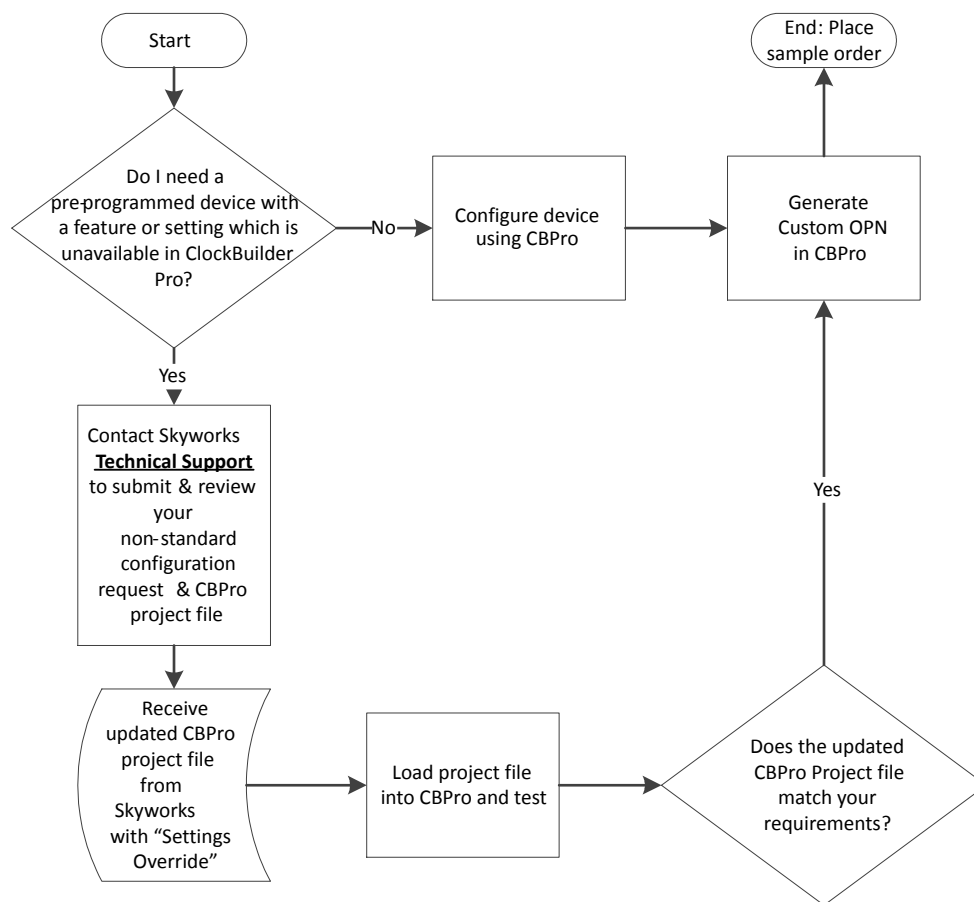 Start
End: Place
sample order
Do I need a
pre-programmed device with
a feature or setting which is
unavailable in ClockBuilder
Pro?
No
Configure device
using CBPro
Generate
Custom OPN
in CBPro
Yes
Contact Skyworks
Technical Support
to submit & review
your
non-standard
configuration
request & CBPro
project file
Yes
Receive
updated CBPro
project file
from
Skyworks
with “Settings
Override”
Load project file
into CBPro and test
Does the updated
CBPro Project file
match your
requirements?